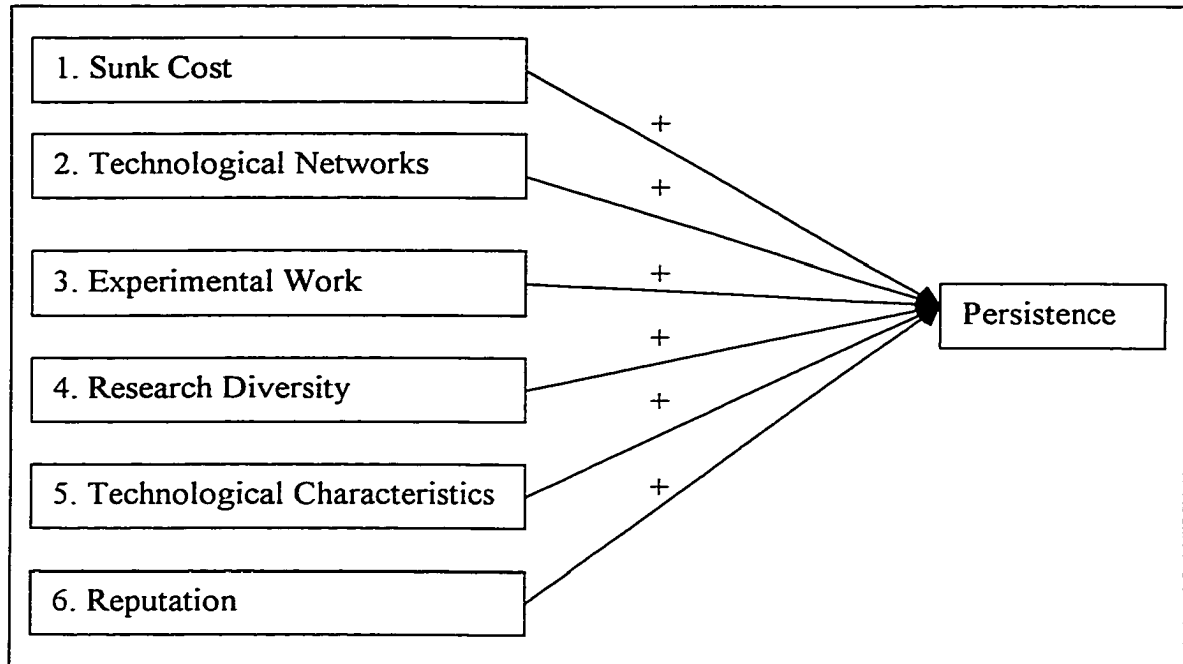 1. Sunk Cost
+
2. Technological Networks
+
3. Experimental Work
+
Persistence
+
4. Research Diversity
+
5. Technological Characteristics
+
6. Reputation